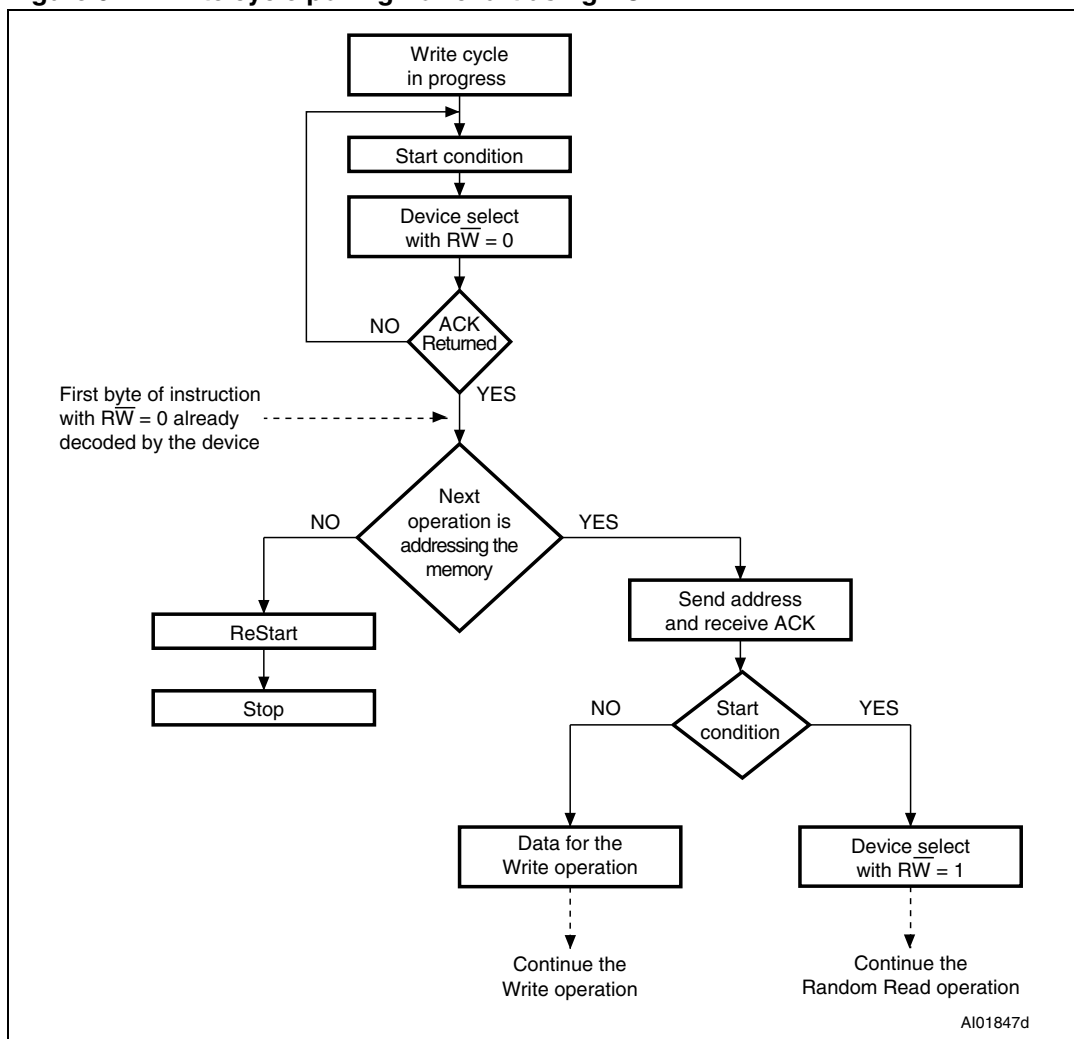 Write cycle
in progress
Start condition
Device select
with RW̅ = 0
ACK
Returned
NO
YES
First byte of instruction
with RW̅ = 0 already
decoded by the device
Next
operation is
addressing the
memory
NO
YES
Send address
and receive ACK
ReStart
Stop
Start
condition
NO
YES
Data for the
Write operation
Device select
with RW̅ = 1
Continue the
Write operation
Continue the
Random Read operation
AI01847d